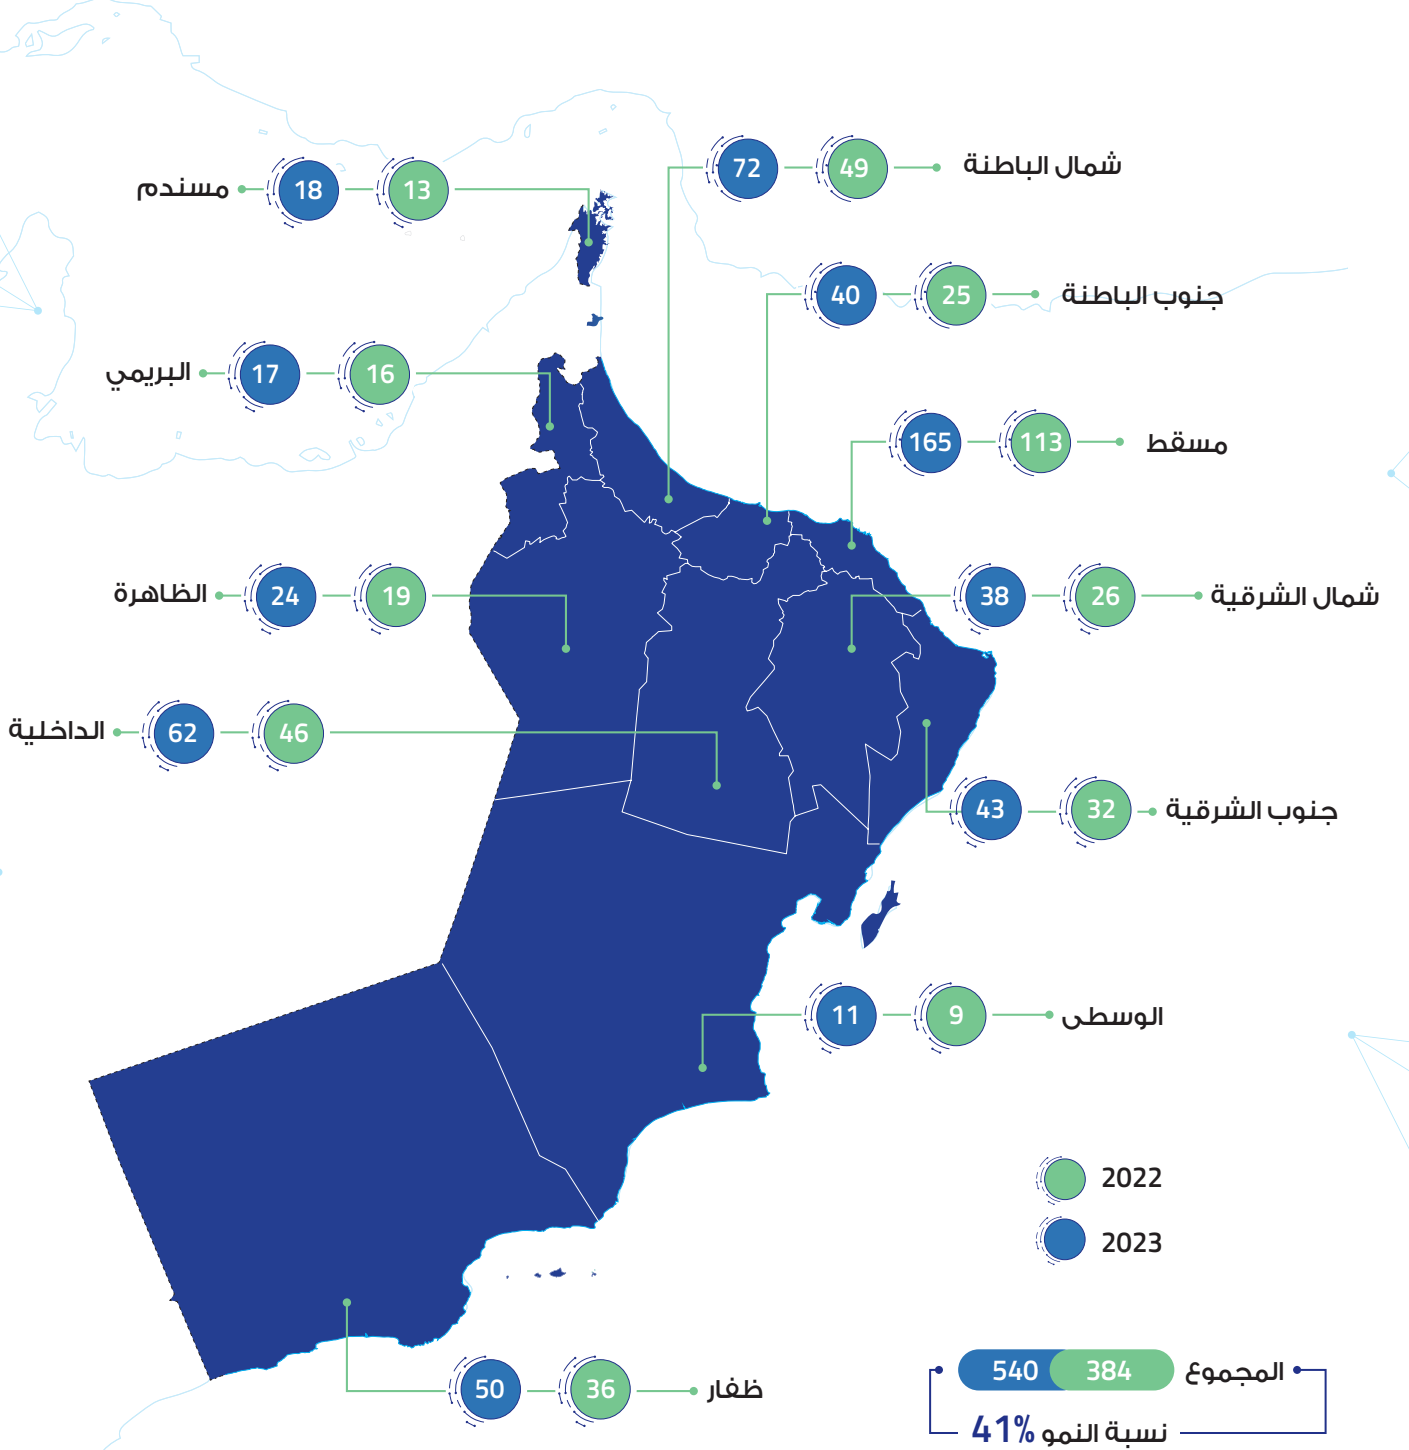 شمال الباطنة 49 72
مسندم 18 13
جنوب الباطنة 25 40
البريمي 17 16
مسقط 113 165
شمال الشرقية 26 38
الظاهرة 24 19
الداخلية 62 46
جنوب الشرقية 32 43
الوسطى 9 11
2022
2023
ظفار 36 50
المجموع 384 540
نسبة النمو 41%